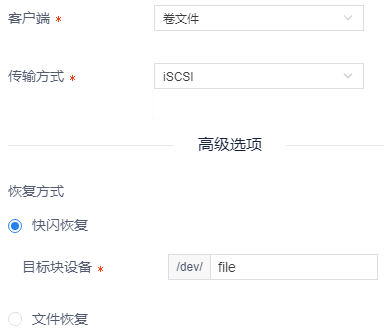 客户端 * 卷文件
传输方式 * iSCSI
高级选项
恢复方式
快闪恢复
目标块设备 * /dev/ file
文件恢复